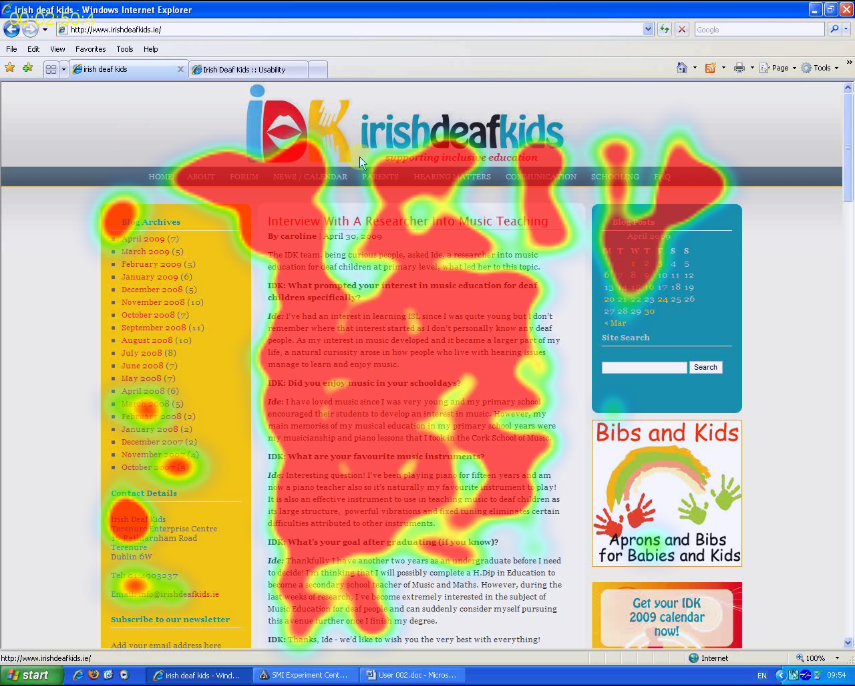 irish deaf kids - Windows Internet Explorer
00:02:50:4
http://www.irishdeafkids.ie/
Google
File Edit View Favorites Tools Help
irish deaf kids
Irish Deaf Kids :: Usability
Page
Tools
iDK irishdeafkids
supporting inclusive education
HOME ABOUT FORUM NEWS / CALENDAR PARENTS HEARING MATTERS COMMUNICATION SCHOOLING FAQ
Blog Archives
April 2009 (7)
March 2009 (5)
February 2009 (5)
January 2009 (6)
December 2008 (5)
November 2008 (10)
October 2008 (7)
September 2008 (11)
August 2008 (10)
July 2008 (8)
June 2008 (7)
May 2008 (7)
April 2008 (6)
March 2008 (5)
February 2008 (2)
January 2008 (2)
December 2007 (2)
November 2007
October 2007
Contact Details
Irish Deaf Kids
Terenure Enterprise Centre
Rathfarnham Road
Terenure
Dublin 6W
Email: info@irishdeafkids.ie
Subscribe to our newsletter
Add your email address here
Interview With A Researcher Into Music Teaching
By caroline | April 30, 2009
The IDK team, being curious people, asked Ide, a researcher into music
education for deaf children at primary level, what led her to this topic.
IDK: What prompted your interest in music education for deaf
children specifically?
Ide: I've had an interest in learning ISL since I was quite young but I don't
remember where that interest started as I don't personally know any deaf
people. As my interest in music developed and it became a larger part of my
life, a natural curiosity arose in how people who live with hearing issues
manage to learn and enjoy music.
IDK: Did you enjoy music in your schooldays?
Ide: I have loved music since I was very young and my primary school
encouraged their students to develop an interest in music. However, my
main memories of my musical education in my primary school years were
my musicianship and piano lessons that I took in the Cork School of Music.
IDK: What are your favourite music instruments?
Ide: Interesting question! I've been playing piano for fifteen years and am
now a piano teacher also so it's naturally my favourite instrument to play!
It is also an effective instrument to use in teaching music to deaf children as
its large structure, powerful vibrations and fixed tuning eliminates certain
difficulties attributed to other instruments.
IDK: What's your goal after graduating (if you know)?
Ide: Thankfully I have another two years as an undergraduate before I need
to decide! I'm thinking that I will possibly complete a H.Dip in Education to
become a secondary school teacher of Music and Maths. However, during the
last weeks of research, I've become extremely interested in the subject of
Music Education for deaf people and can suddenly consider myself pursuing
this avenue further once I finish my degree.
IDK: Thanks, Ide - we'd like to wish you the very best with everything!
Blog Posts
April 2009
M T W T F S S
1 2 3 4 5
6 7 8 9 10 11 12
13 14 15 16 17 18 19
20 21 22 23 24 25 26
27 28 29 30
« Mar
Site Search
Search
Bibs and Kids
Aprons and Bibs
for Babies and Kids
Get your IDK
2009 calendar
now!
http://www.irishdeafkids.ie/
Internet
100%
start
irish deaf kids - Wind...
SMI Experiment Cent...
User 002.doc - Micros...
EN
09:54